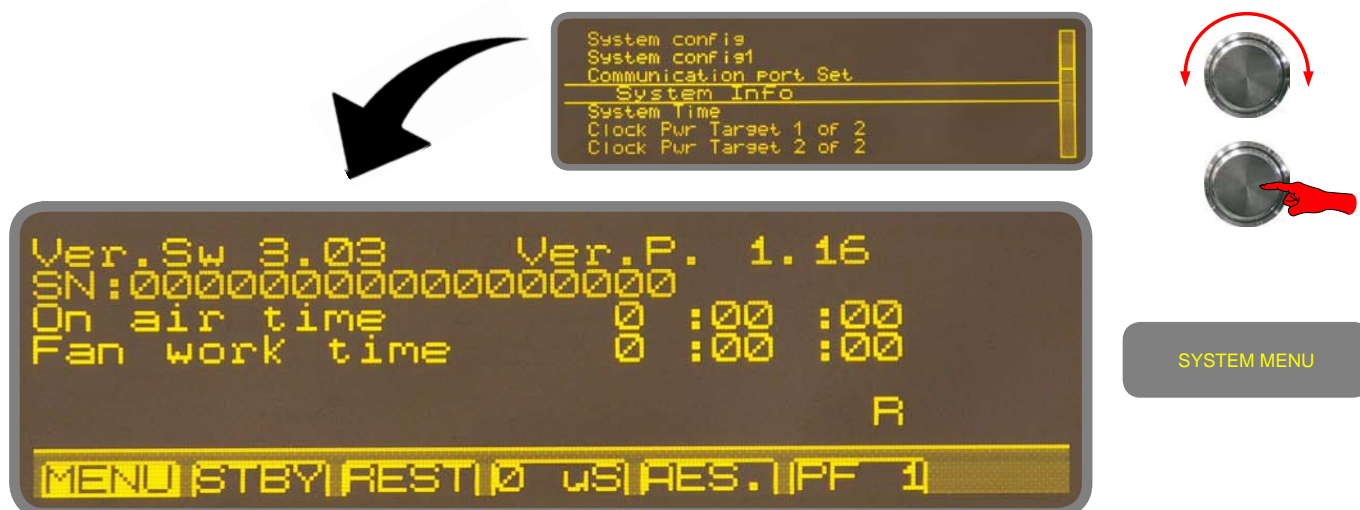 System config
System config1
Communication port Set
System Info
System Time
Clock Pwr Target 1 of 2
Clock Pwr Target 2 of 2
Ver.Sw 3.03 Ver.P. 1.16
SN:00000000000000000
On air time 0 :00 :00
Fan work time 0 :00 :00
R
MENU STBY REST 0 uS AES. PF 1
SYSTEM MENU